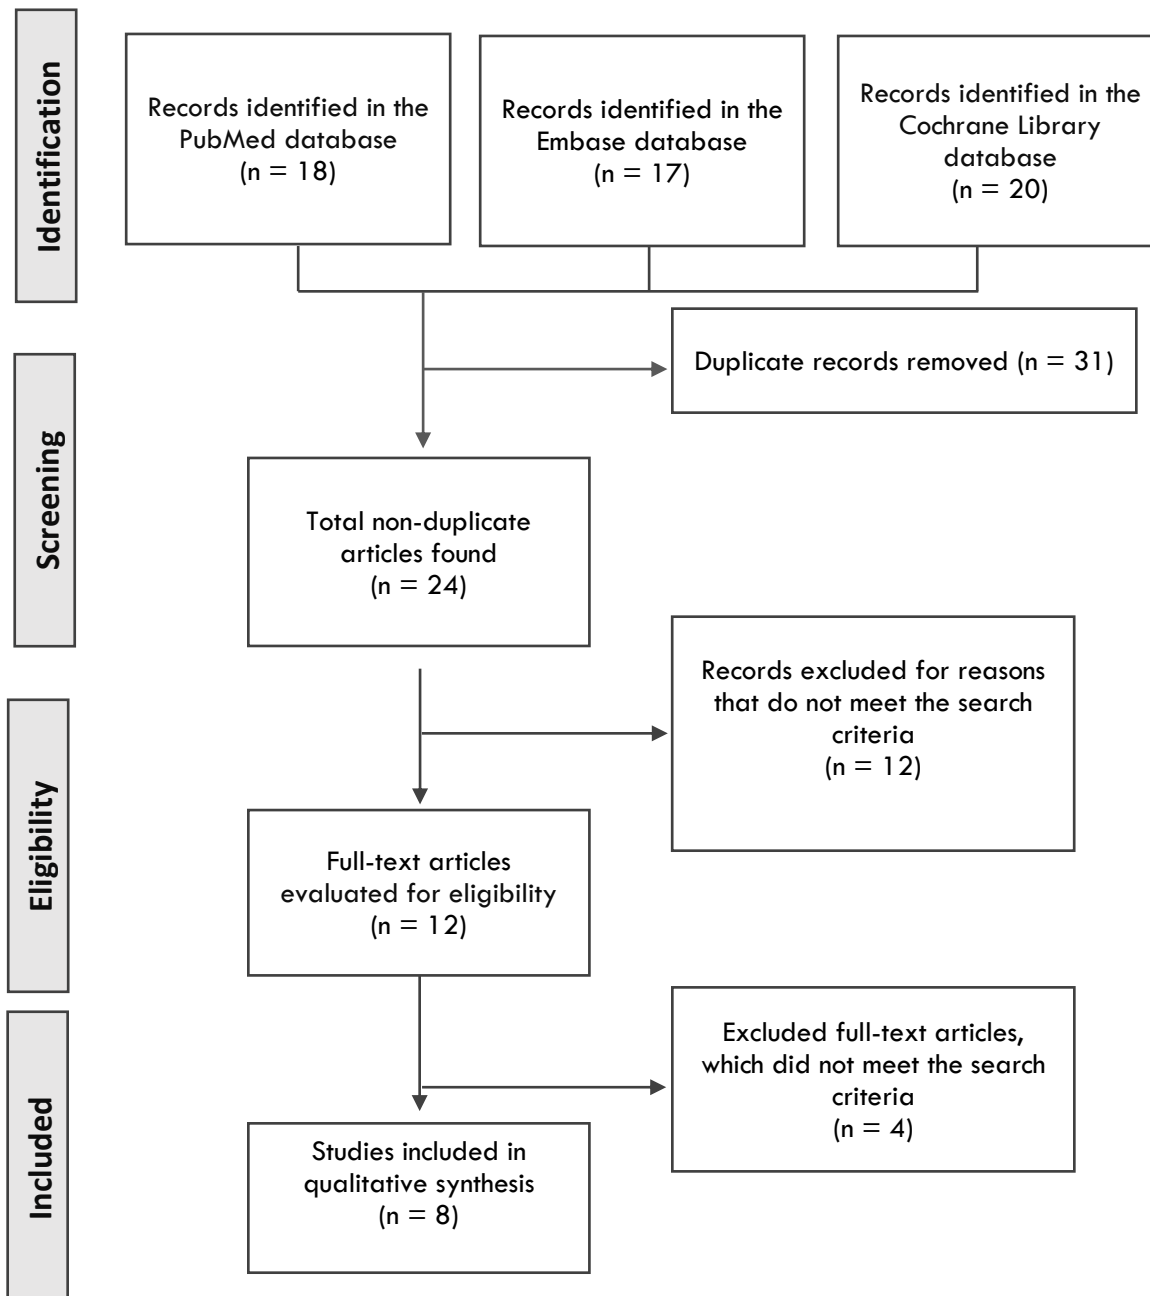 Identification
Records identified in the
PubMed database
(n = 18)
Records identified in the
Embase database
(n = 17)
Records identified in the
Cochrane Library
database
(n = 20)
Duplicate records removed (n = 31)
Screening
Total non-duplicate
articles found
(n = 24)
Records excluded for reasons
that do not meet the search
criteria
(n = 12)
Eligibility
Full-text articles
evaluated for eligibility
(n = 12)
Excluded full-text articles,
which did not meet the search
criteria
(n = 4)
Included
Studies included in
qualitative synthesis
(n = 8)